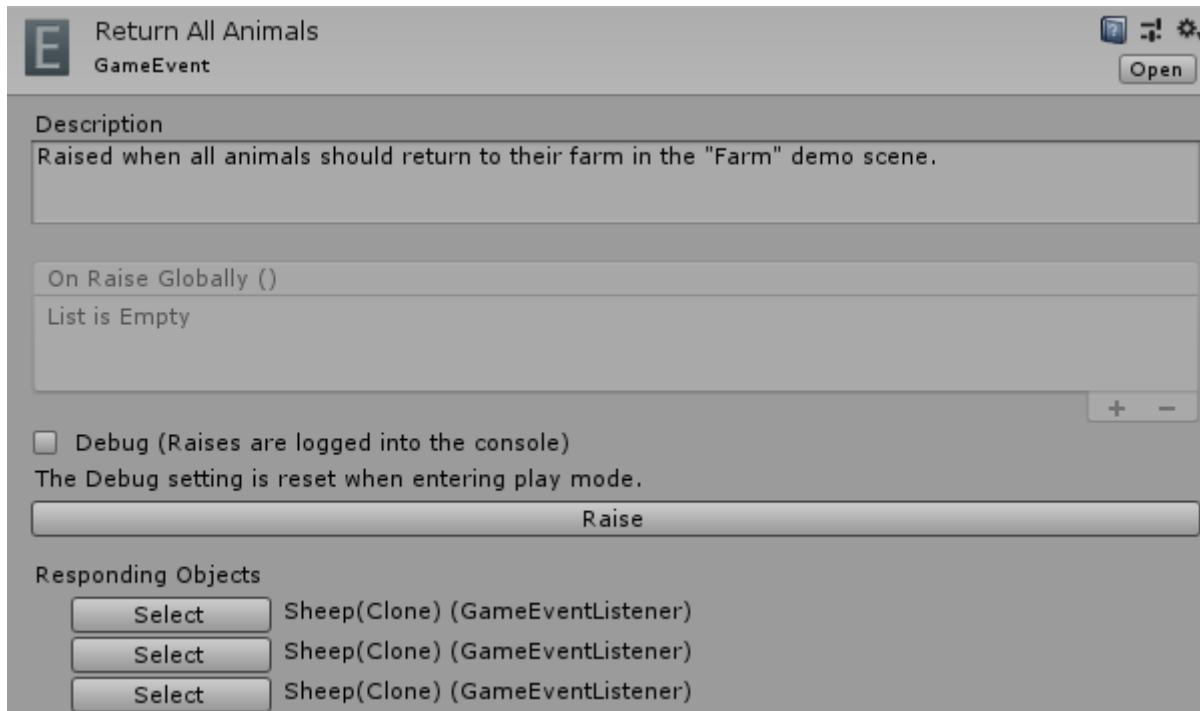 E
Return All Animals
GameEvent
Open
Description
Raised when all animals should return to their farm in the "Farm" demo scene.
On Raise Globally ()
List is Empty
+ −
Debug (Raises are logged into the console)
The Debug setting is reset when entering play mode.
Raise
Responding Objects
Select Sheep(Clone) (GameEventListener)
Select Sheep(Clone) (GameEventListener)
Select Sheep(Clone) (GameEventListener)